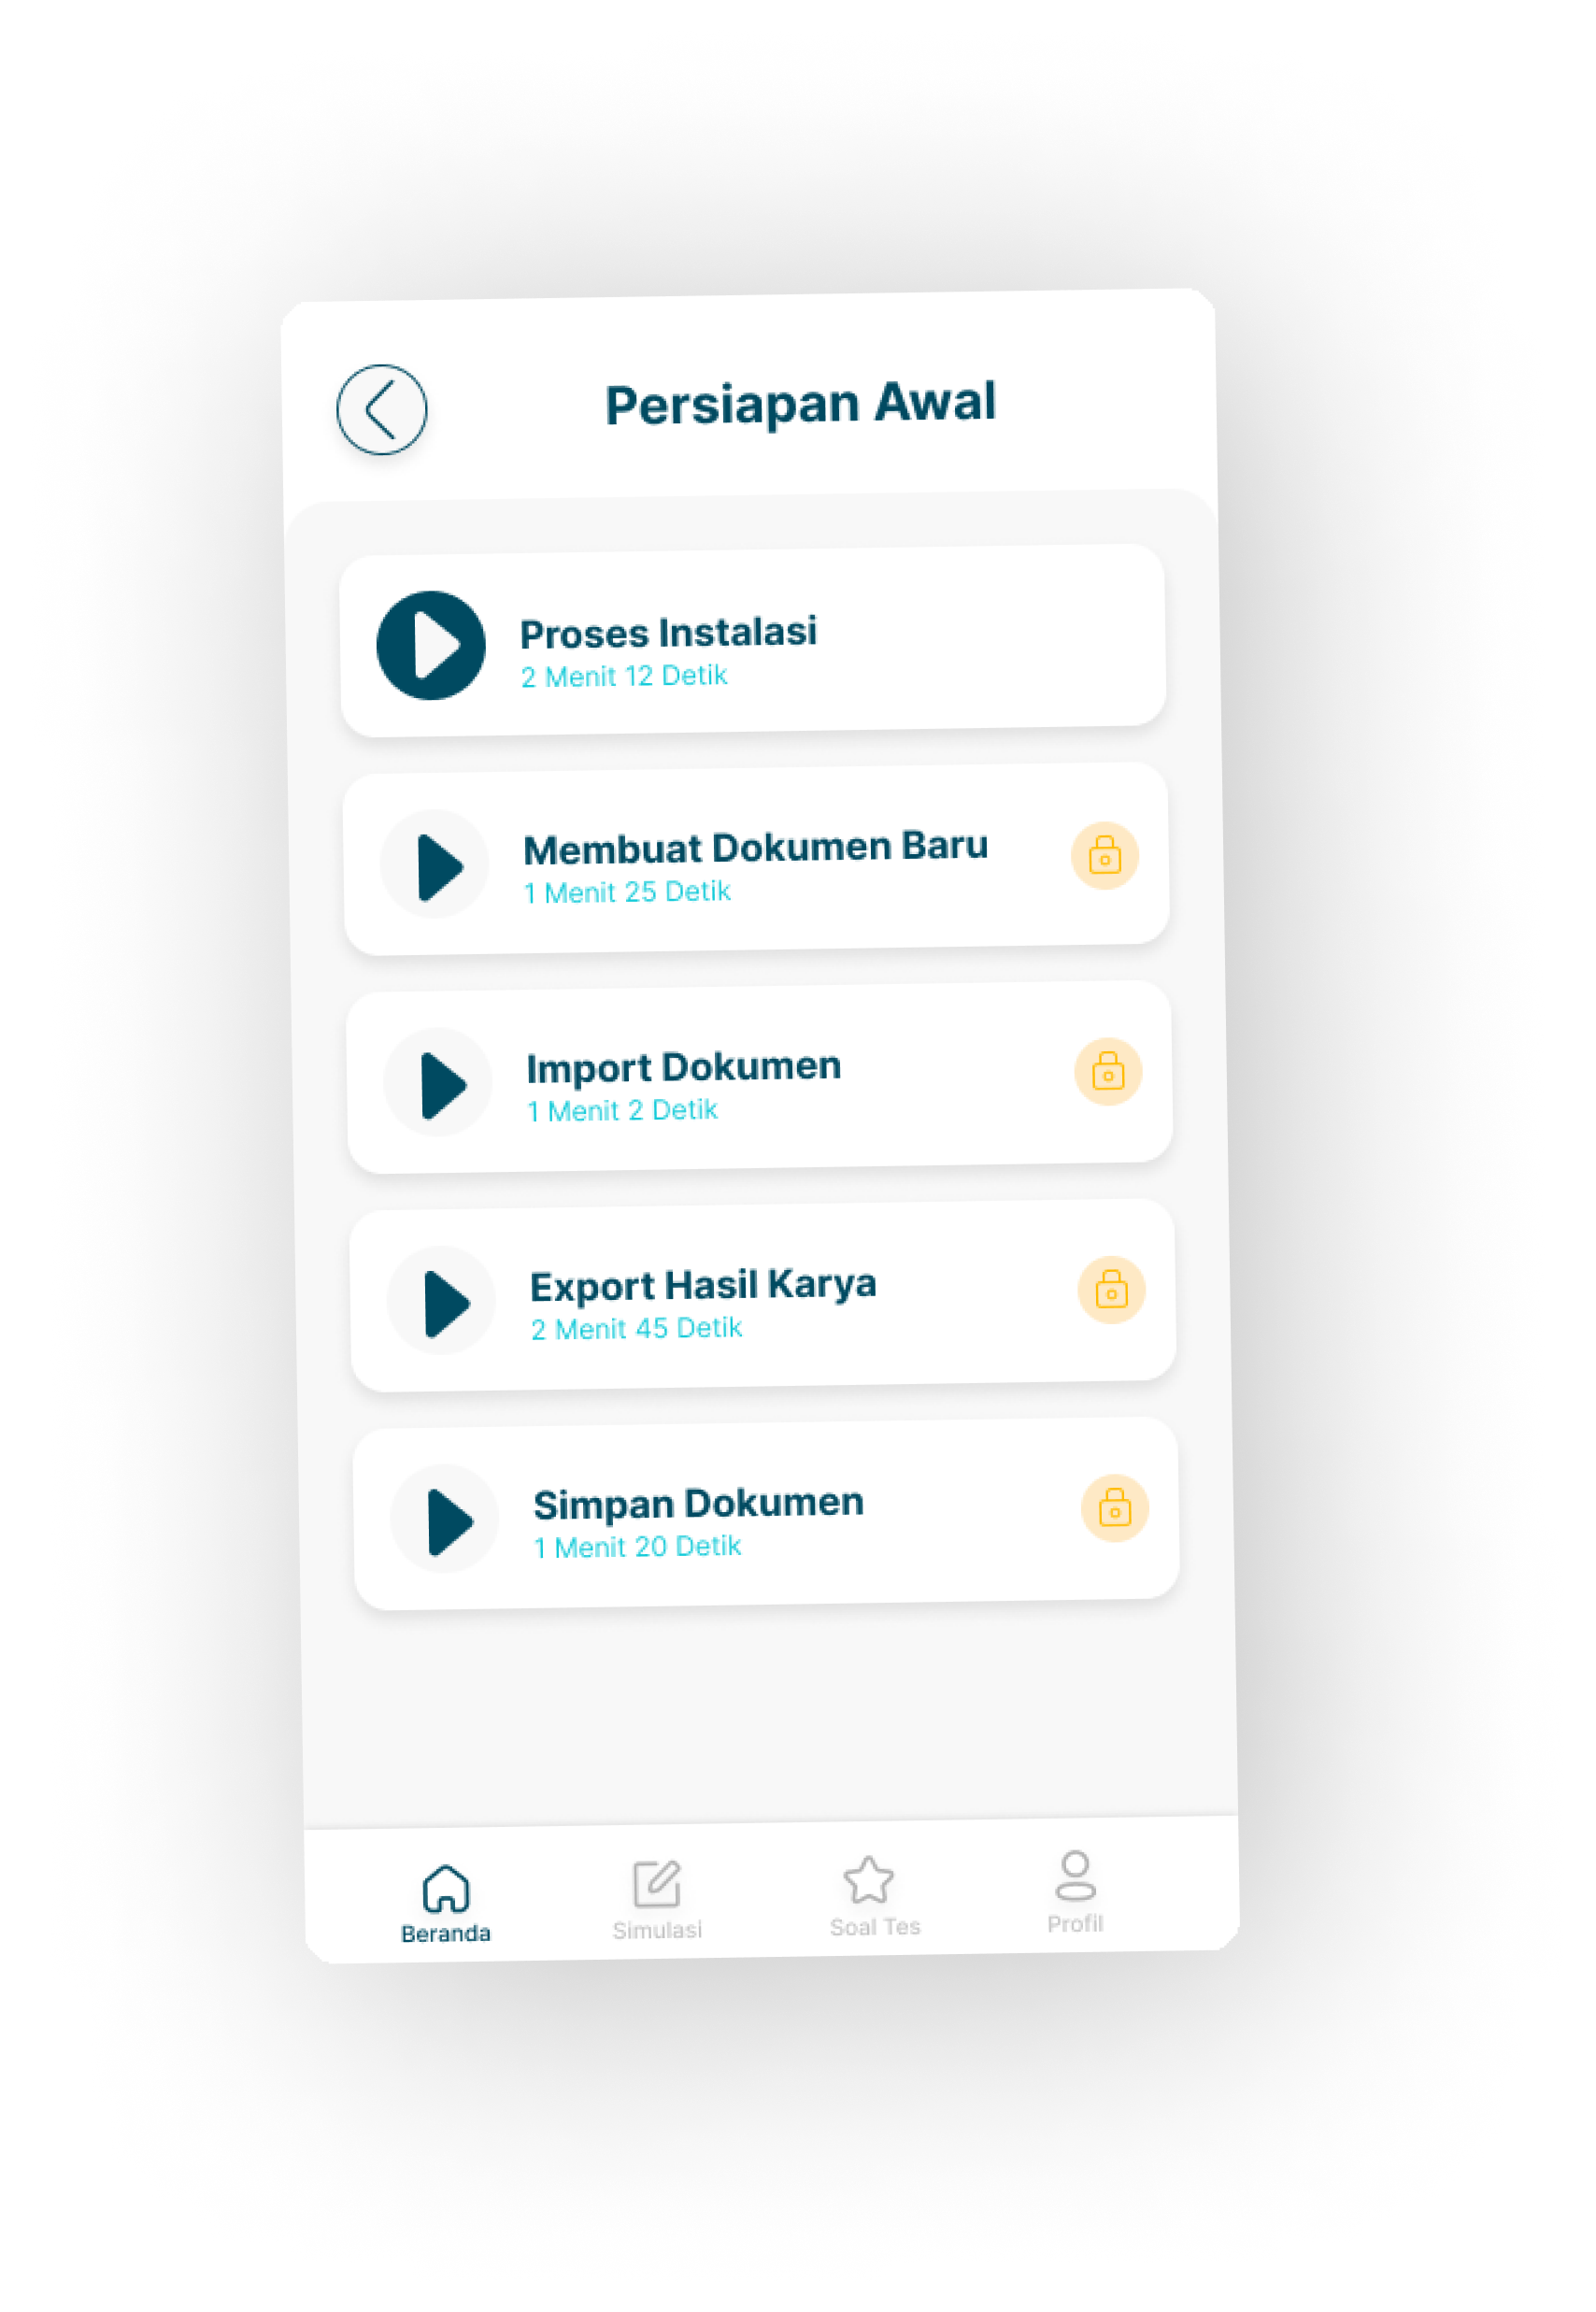 Persiapan Awal
Proses Instalasi
2 Menit 12 Detik
Membuat Dokumen Baru
1 Menit 25 Detik
Import Dokumen
1 Menit 2 Detik
Export Hasil Karya
2 Menit 45 Detik
Simpan Dokumen
1 Menit 20 Detik
Beranda
Simulasi
Soal Tes
Profil